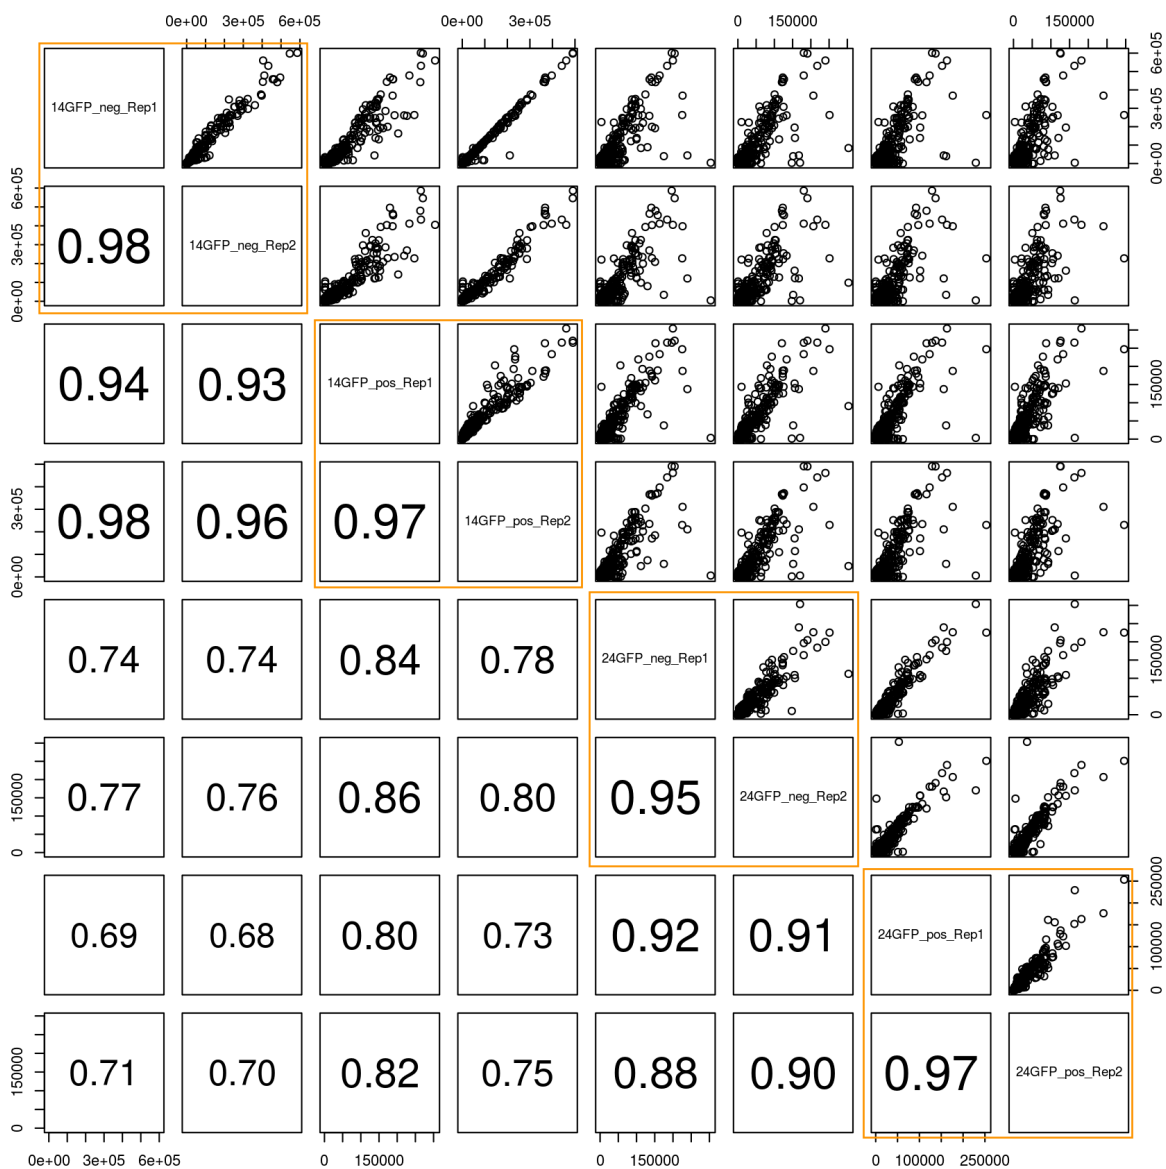 0e+00 3e+05 6e+05 0e+00 3e+05 0 150000 0 150000
14GFP_neg_Rep1
0e+00 3e+05 6e+05
0e+00 3e+05 6e+05
0.98 14GFP_neg_Rep2
0.94 0.93 14GFP_pos_Rep1
0 150000
0e+00 3e+05
0.98 0.96 0.97 14GFP_pos_Rep2
0.74 0.74 0.84 0.78 24GFP_neg_Rep1
0 150000
0 150000
0.77 0.76 0.86 0.80 0.95 24GFP_neg_Rep2
0.69 0.68 0.80 0.73 0.92 0.91 24GFP_pos_Rep1
0 100000 250000
0 150000
0.71 0.70 0.82 0.75 0.88 0.90 0.97 24GFP_pos_Rep2
0e+00 3e+05 6e+05 0 150000 0 150000 0 100000 250000